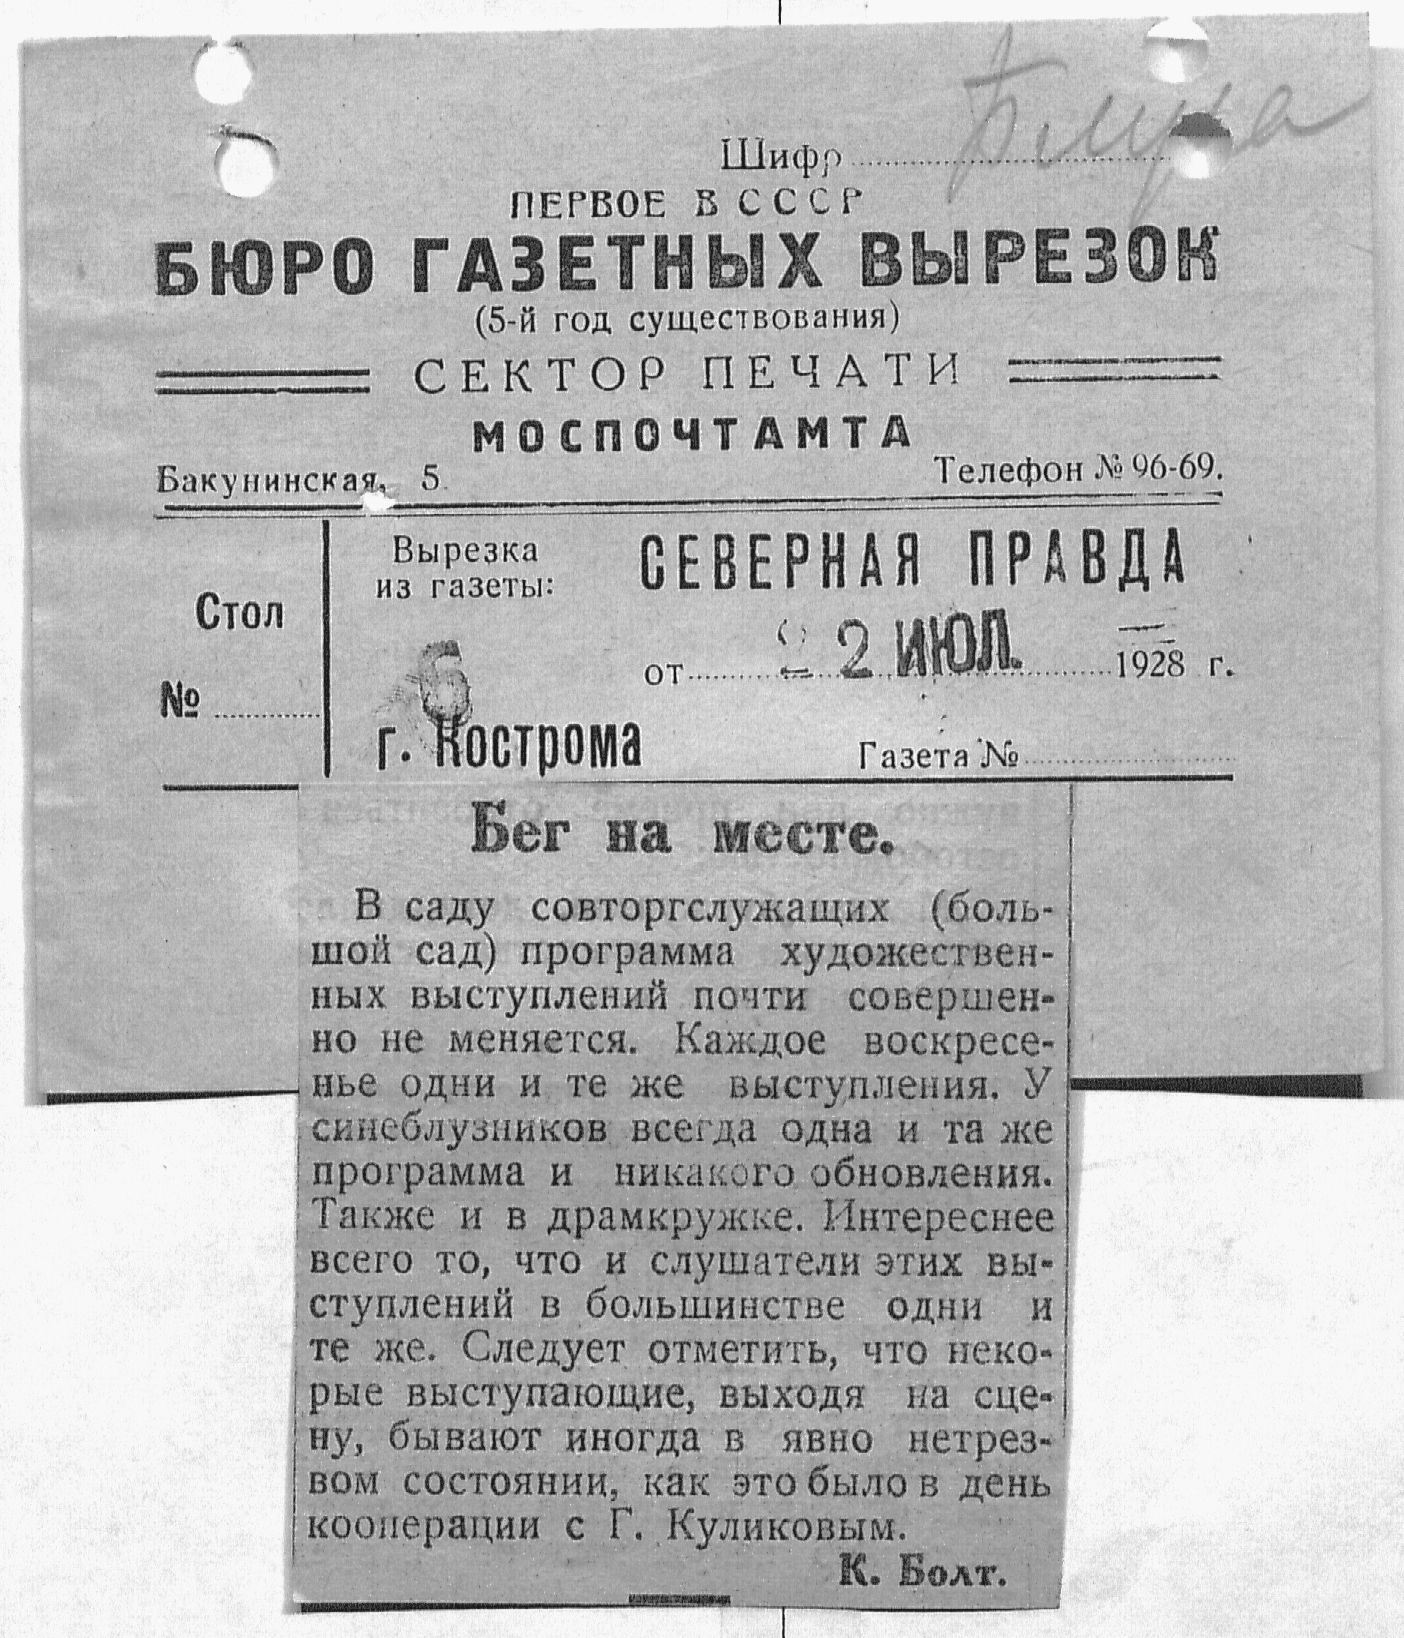 Блуза
Шифр
ПЕРВОЕ В СССР
БЮРО ГАЗЕТНЫХ ВЫРЕЗОК
(5-й год существования)
СЕКТОР ПЕЧАТИ
МОСПОЧТАМТА
Бакунинская, 5. Телефон № 96-69.
Вырезка
из газеты:
СЕВЕРНАЯ ПРАВДА
Стол
№
6
от 22 ИЮЛ. 1928 г.
г. Кострома
Газета №
Бег на месте.
В саду совторгслужащих (боль-
шой сад) программа художествен-
ных выступлений почти совершен-
но не меняется. Каждое воскресе-
нье одни и те же выступления. У
синеблузников всегда одна и та же
программа и никакого обновления.
Также и в драмкружке. Интереснее
всего то, что и слушатели этих вы-
ступлений в большинстве одни и
те же. Следует отметить, что неко-
рые выступающие, выходя на сце-
ну, бывают иногда в явно нетрез-
вом состоянии, как это было в день
кооперации с Г. Куликовым.
К. Болт.